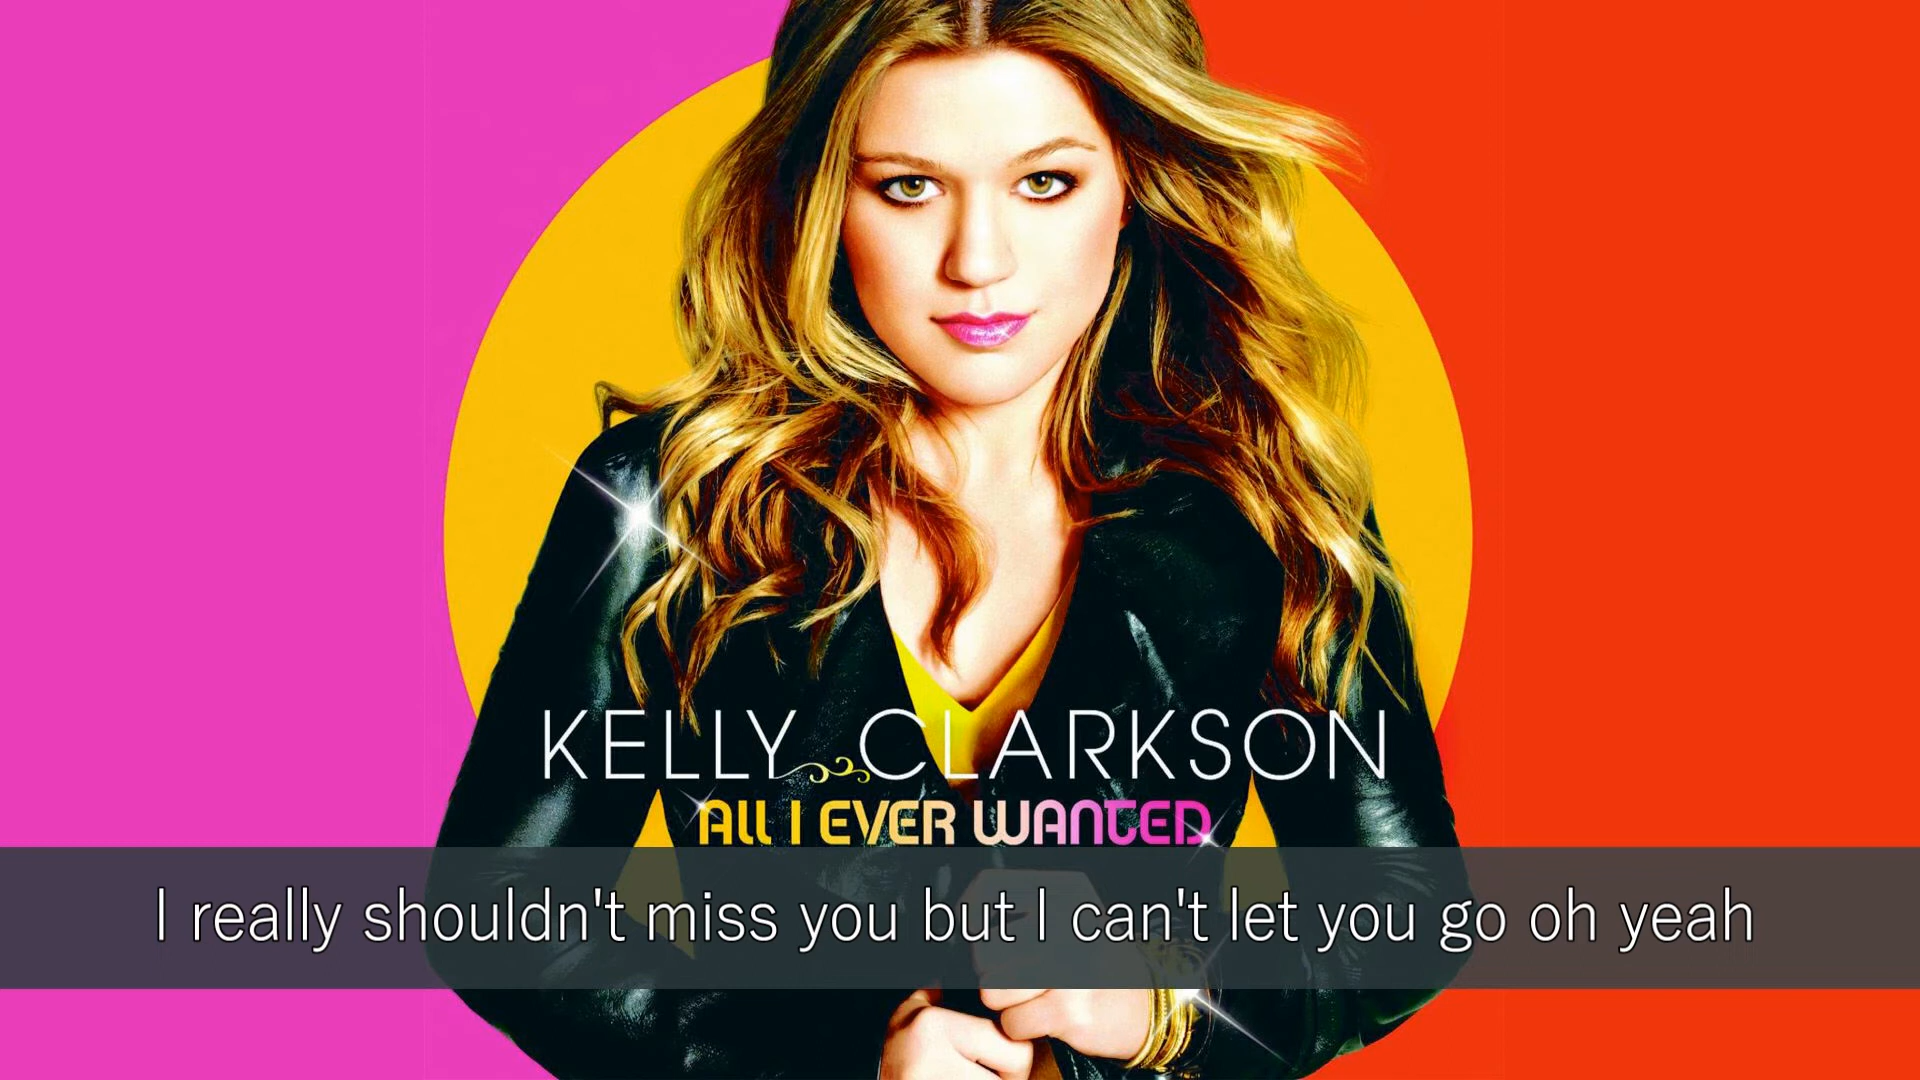 KELLY CLARKSON
ALL I EVER WANTED
I really shouldn't miss you but I can't let you go oh yeah